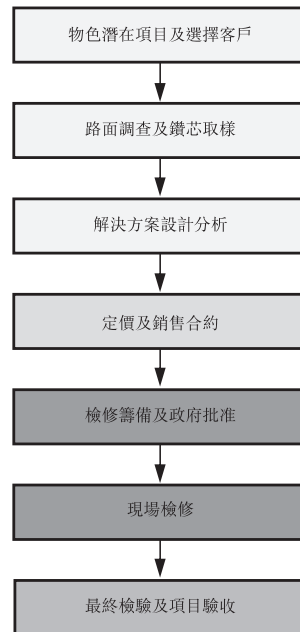 物色潛在項目及選擇客戶
路面調查及鑽芯取樣
解決方案設計分析
定價及銷售合約
檢修籌備及政府批准
現場檢修
最終檢驗及項目驗收